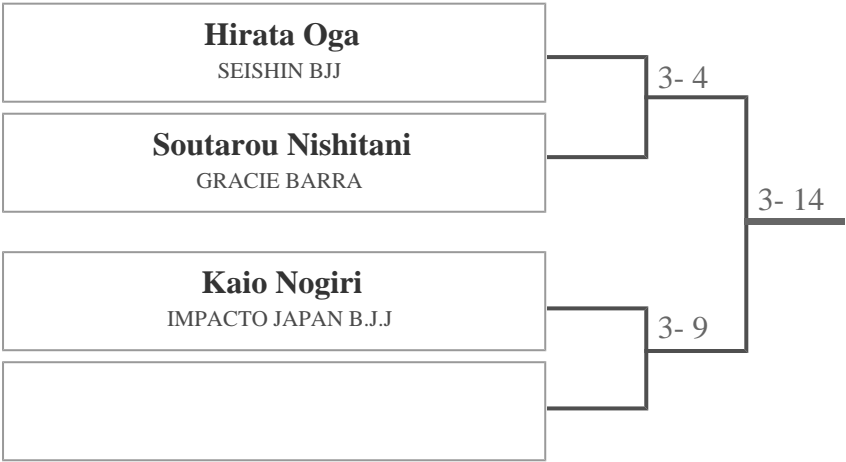 Hirata Oga
SEISHIN BJJ
3- 4
Soutarou Nishitani
GRACIE BARRA
3- 14
Kaio Nogiri
IMPACTO JAPAN B.J.J
3- 9